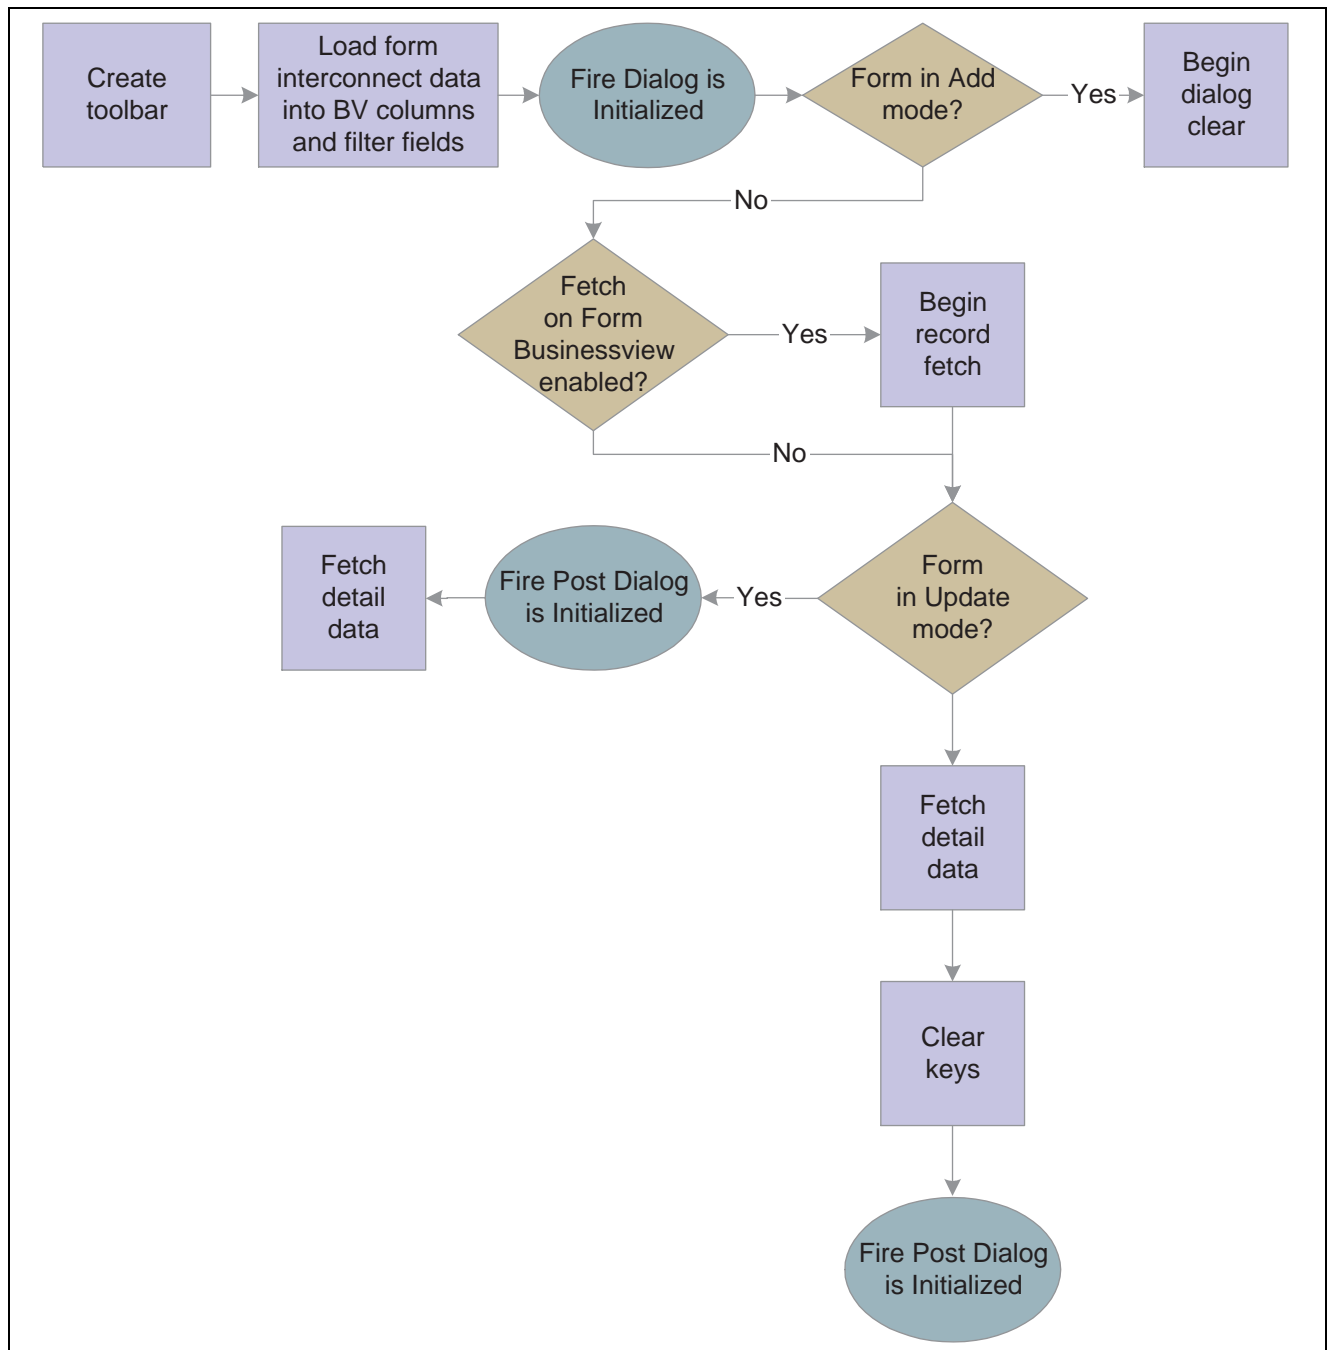 Create
toolbar
Load form
interconnect data
into BV columns
and filter fields
Fire Dialog is
Initialized
Form in Add
mode?
Yes
Begin
dialog
clear
No
Fetch
on Form
Businessview
enabled?
Yes
Begin
record
fetch
No
Form
in Update
mode?
Yes
Fire Post Dialog
is Initialized
Fetch
detail
data
Fetch
detail
data
Clear
keys
Fire Post Dialog
is Initialized